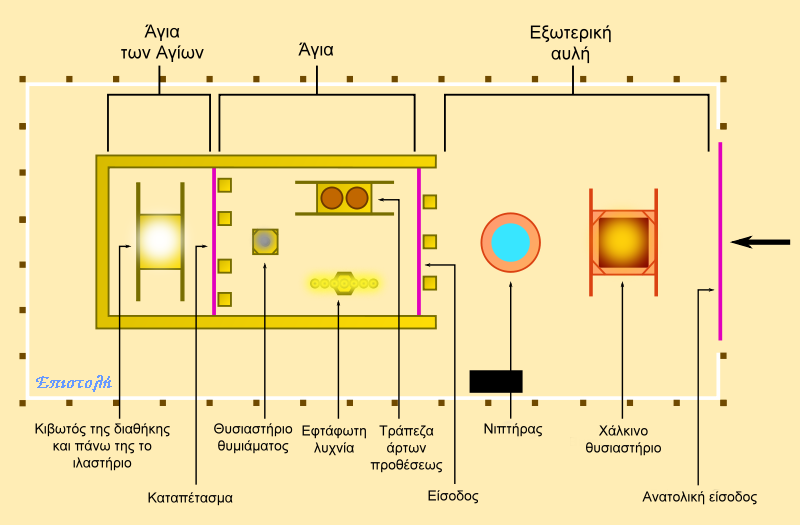 Άγια
των Αγίων
Άγια
Εξωτερική
αυλή
Επιστολή
Κιβωτός της διαθήκης
και πάνω της το
ιλαστήριο
Καταπέτασμα
Θυσιαστήριο
θυμιάματος
Εφτάφωτη
λυχνία
Τράπεζα
άρτων
προθέσεως
Είσοδος
Νιπτήρας
Χάλκινο
θυσιαστήριο
Ανατολική είσοδος